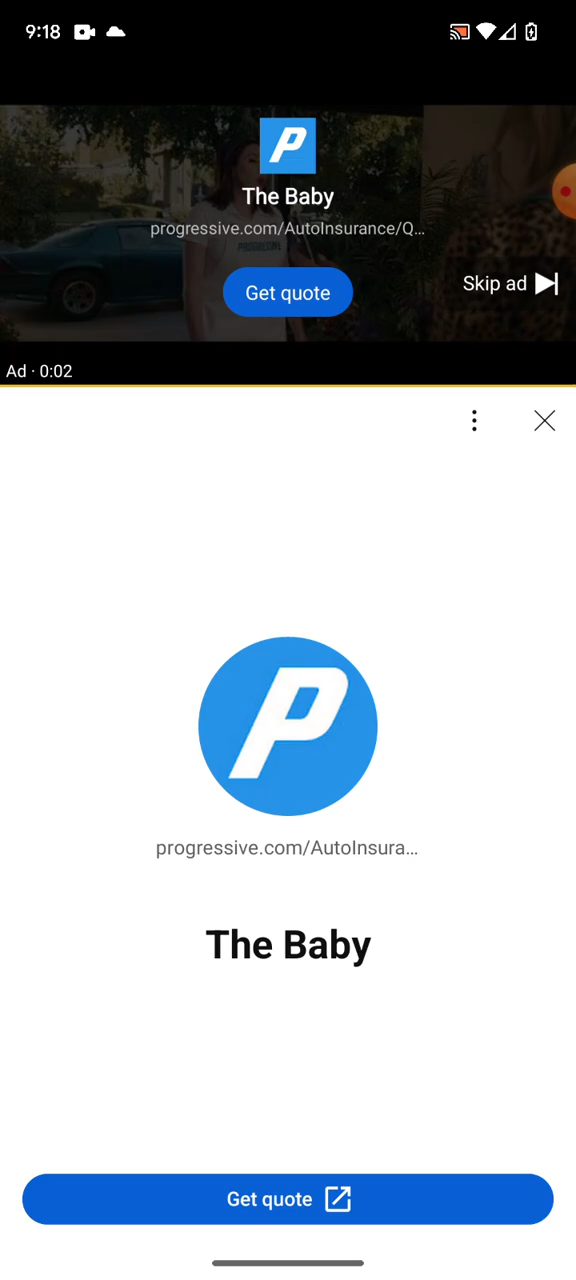 9:18
P
The Baby
progressive.com/AutoInsurance/Q...
Get quote
Skip ad
Ad · 0:02
P
progressive.com/AutoInsura...
The Baby
Get quote